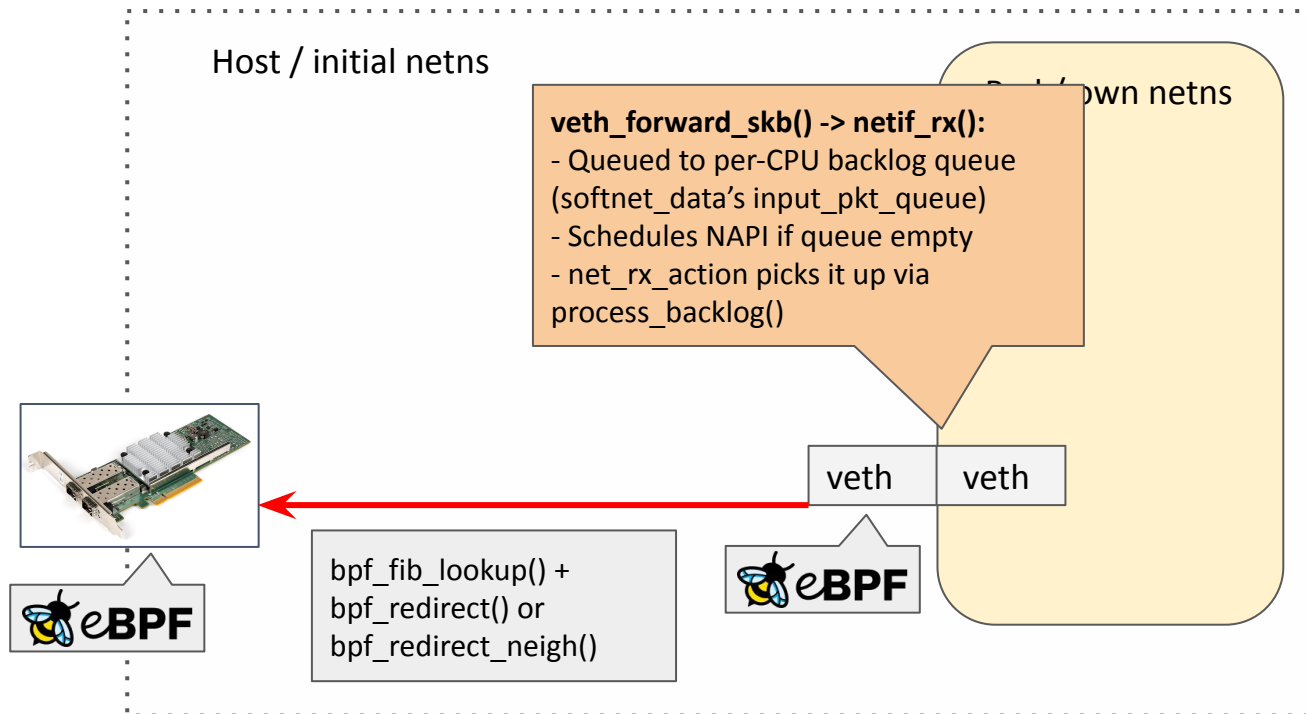 Host / initial netns
own netns
veth_forward_skb() -> netif_rx():
- Queued to per-CPU backlog queue
(softnet_data’s input_pkt_queue)
- Schedules NAPI if queue empty
- net_rx_action picks it up via
process_backlog()
veth
veth
bpf_fib_lookup() +
bpf_redirect() or
bpf_redirect_neigh()
eBPF
eBPF